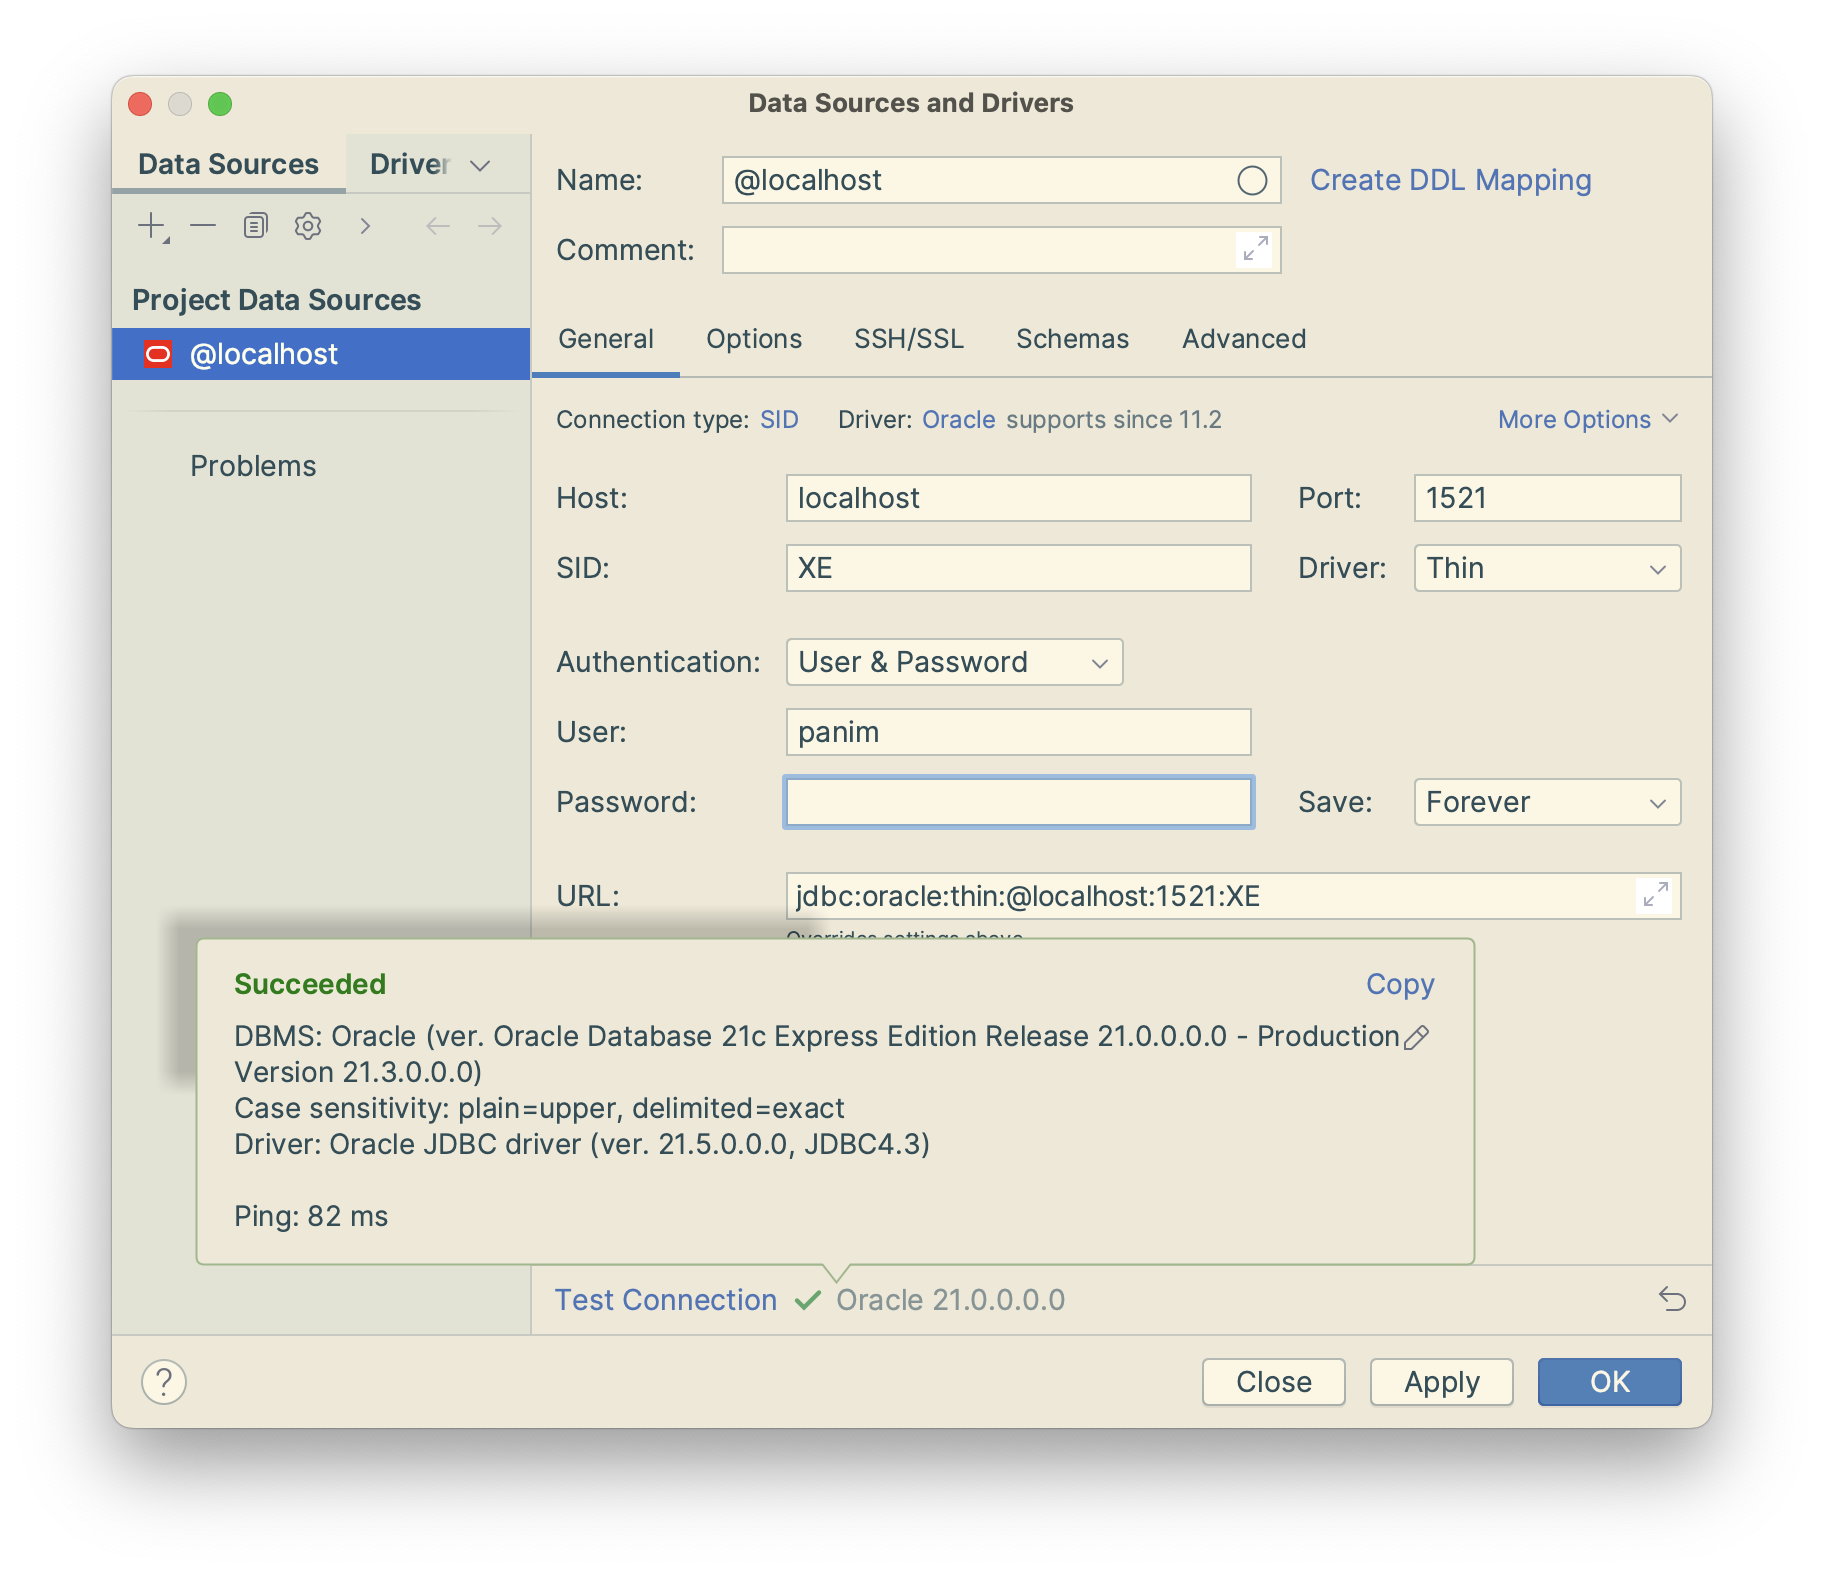 Data Sources and Drivers
Data Sources
Driver
Project Data Sources
@localhost
Problems
Name: @localhost
Create DDL Mapping
Comment:
General Options SSH/SSL Schemas Advanced
Connection type: SID Driver: Oracle supports since 11.2 More Options
Host: localhost Port: 1521
SID: XE Driver: Thin
Authentication: User & Password
User: panim
Password: Save: Forever
URL: jdbc:oracle:thin:@localhost:1521:XE
Overrides settings above
Succeeded Copy
DBMS: Oracle (ver. Oracle Database 21c Express Edition Release 21.0.0.0.0 - Production
Version 21.3.0.0.0)
Case sensitivity: plain=upper, delimited=exact
Driver: Oracle JDBC driver (ver. 21.5.0.0.0, JDBC4.3)
Ping: 82 ms
Test Connection Oracle 21.0.0.0.0
? Close Apply OK